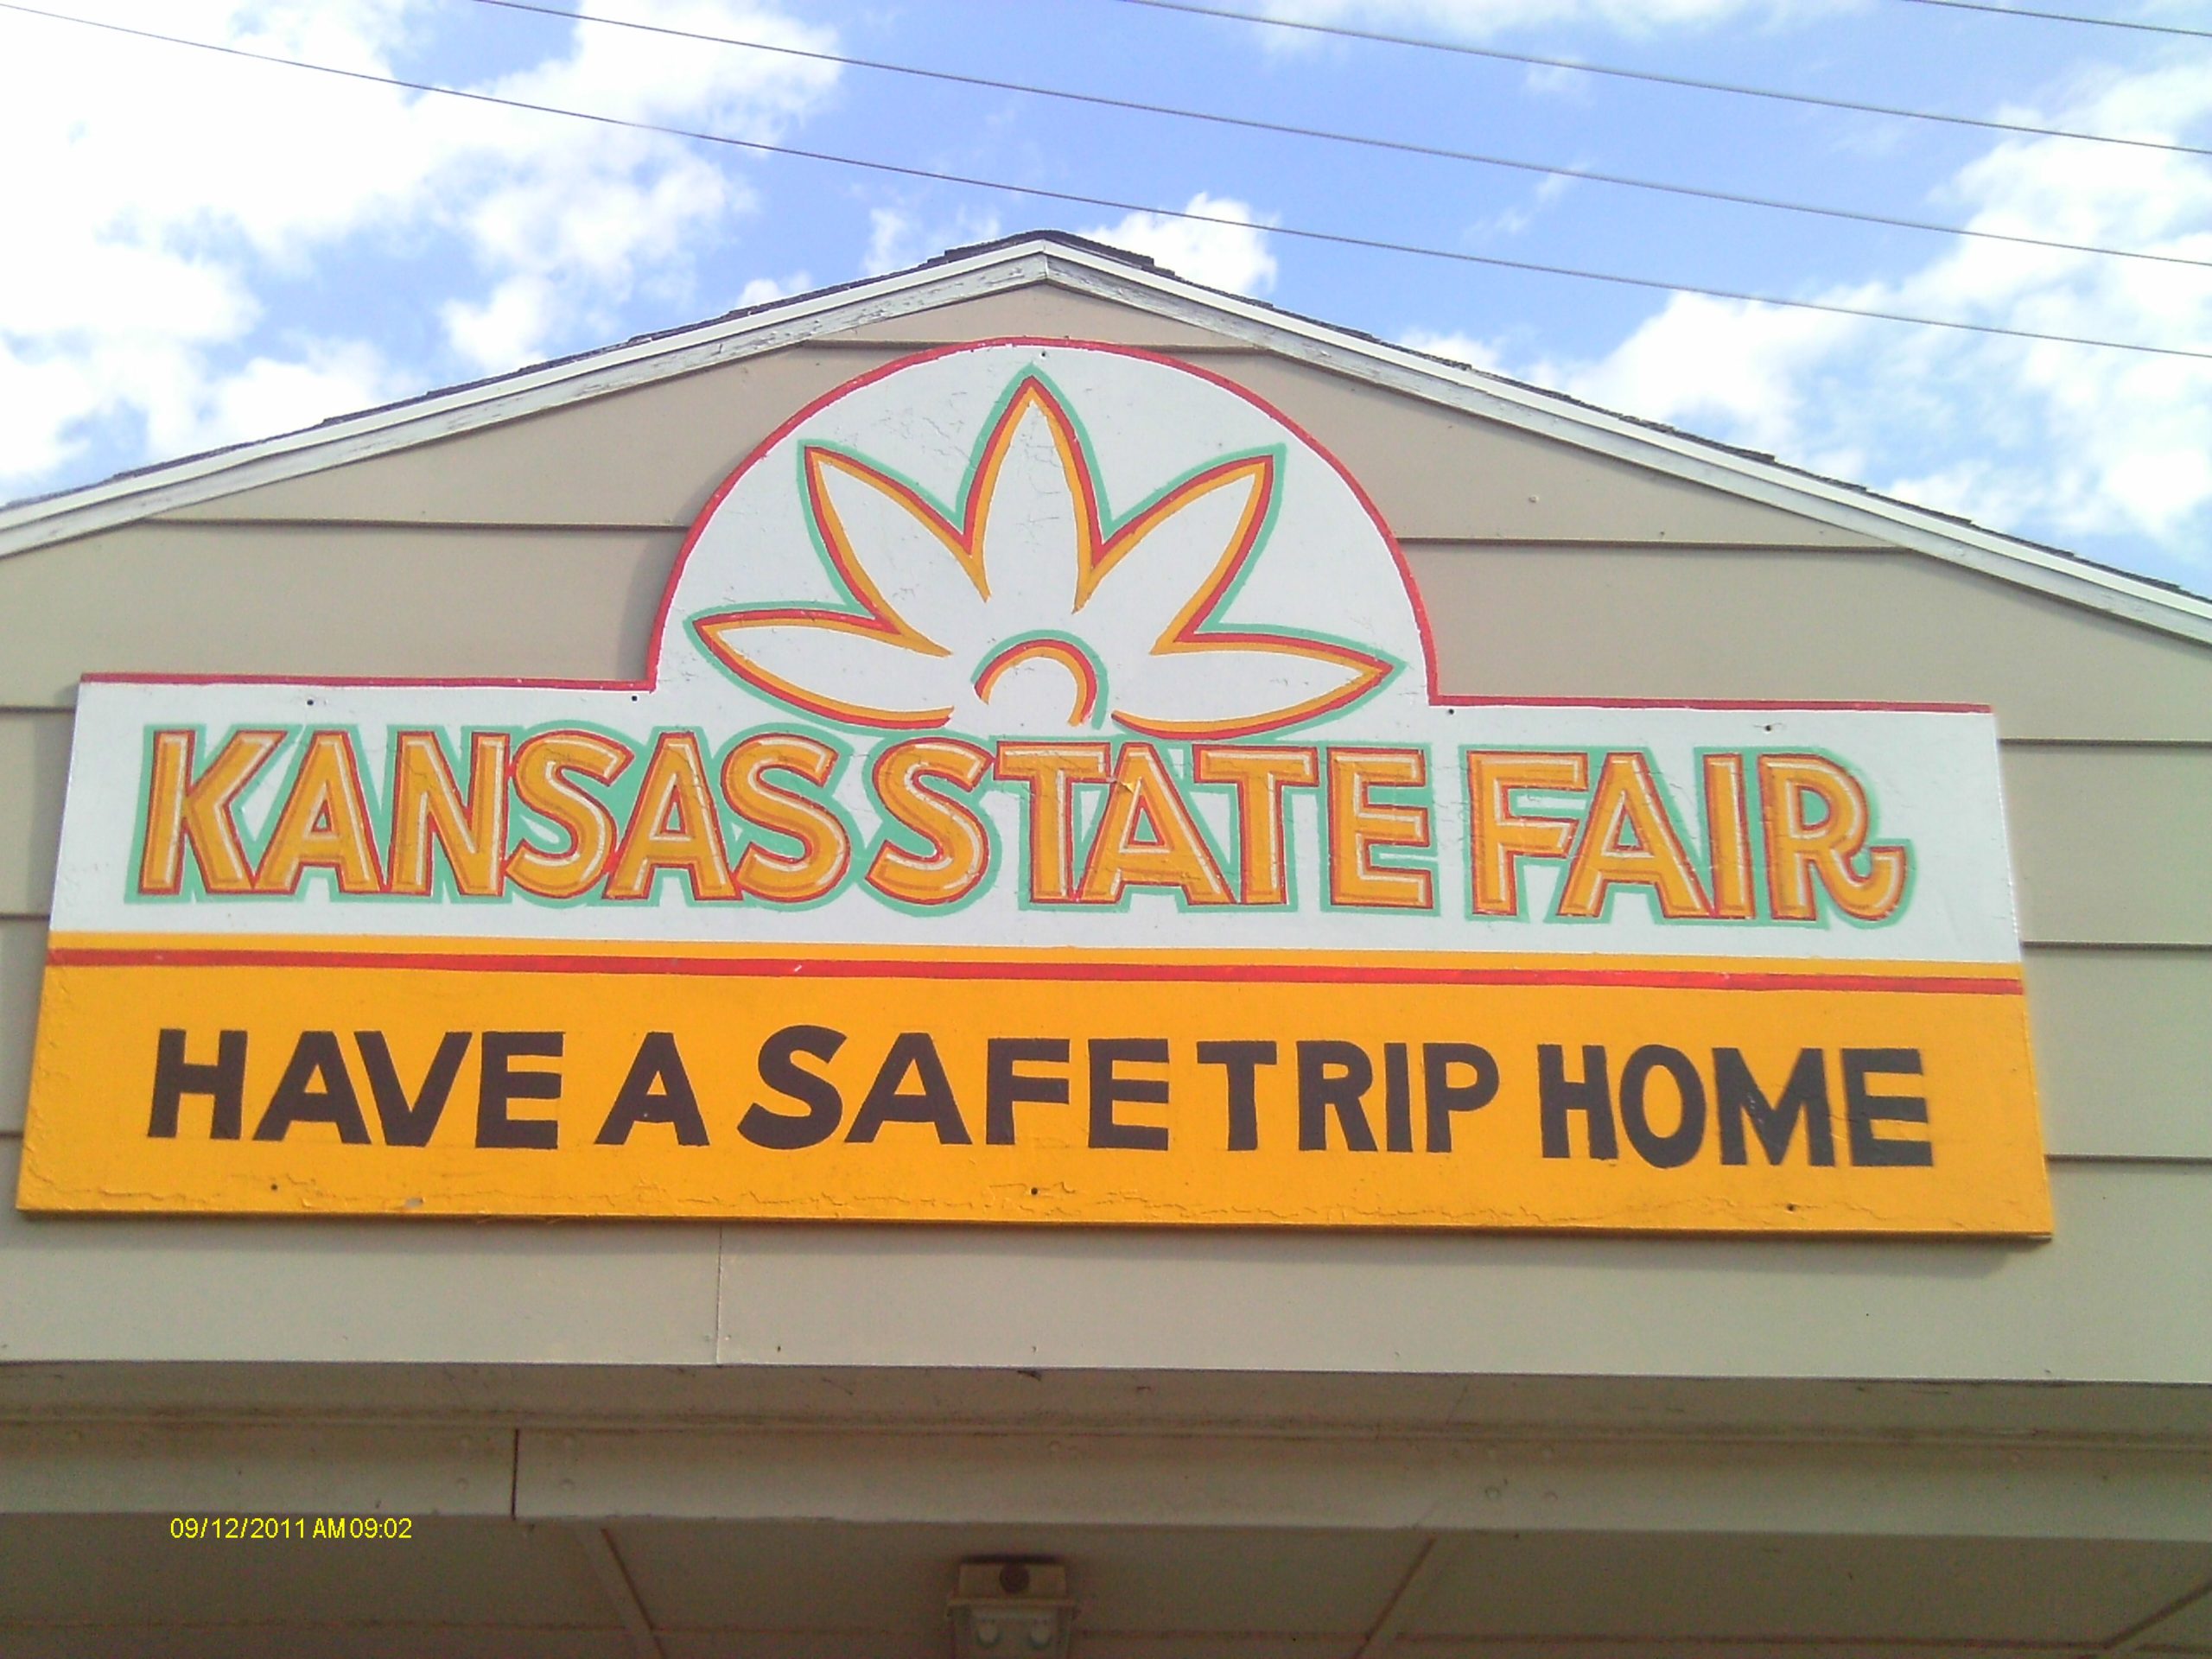 KANSAS STATE FAIR
HAVE A SAFE TRIP HOME
09/12/2011 AM 09:02